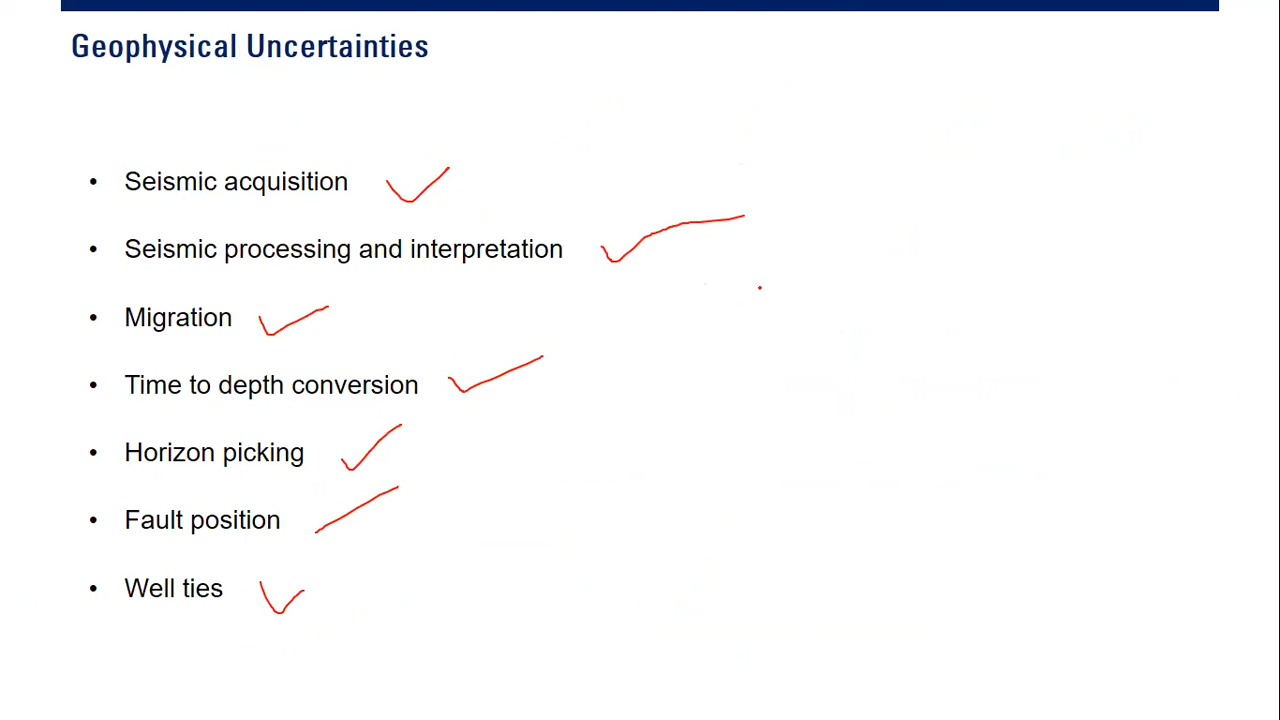 Geophysical Uncertainties
• Seismic acquisition
• Seismic processing and interpretation
• Migration
• Time to depth conversion
• Horizon picking
• Fault position
• Well ties